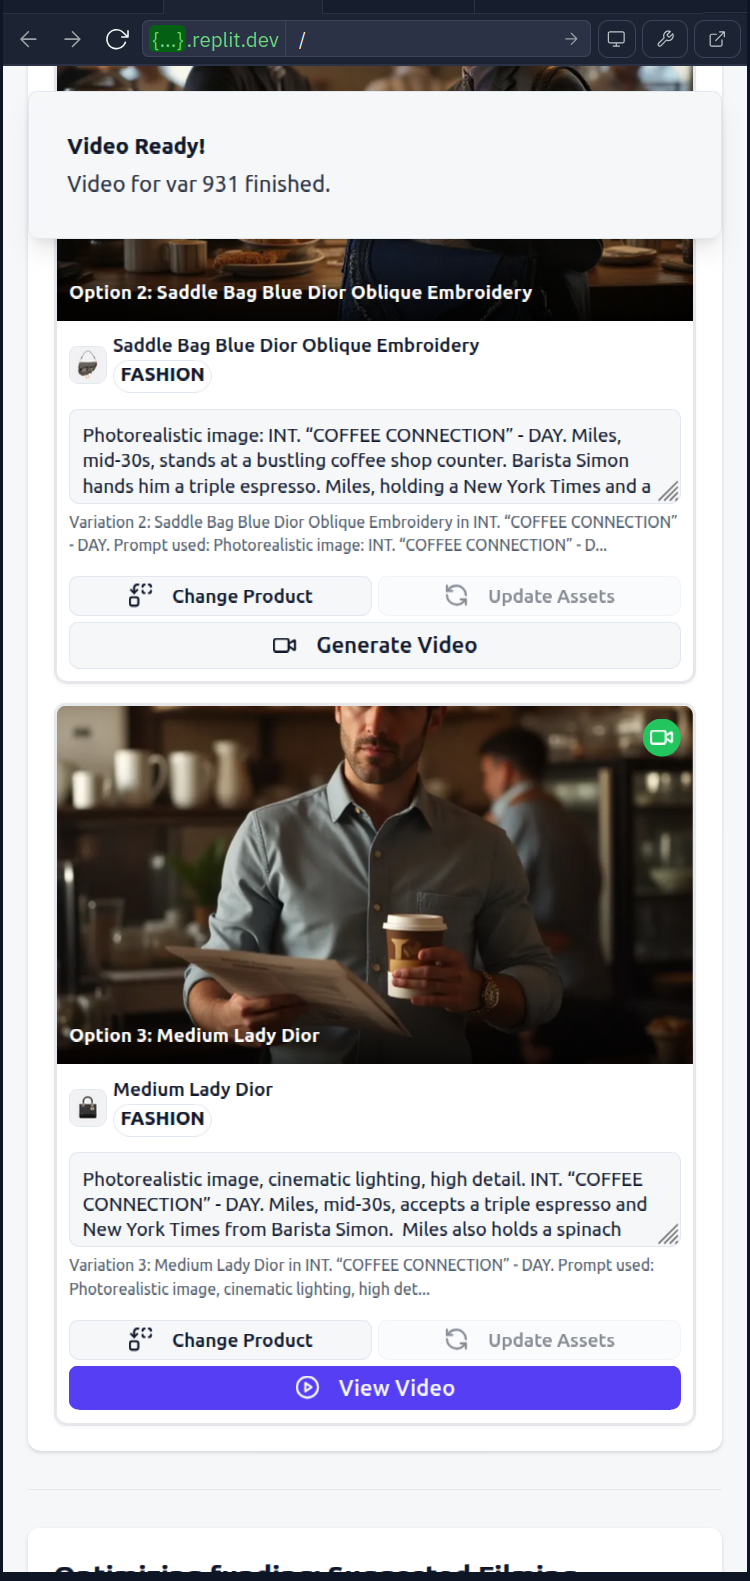 {...}.replit.dev /
Video Ready!
Video for var 931 finished.
Option 2: Saddle Bag Blue Dior Oblique Embroidery
Saddle Bag Blue Dior Oblique Embroidery
FASHION
Photorealistic image: INT. “COFFEE CONNECTION” - DAY. Miles,
mid-30s, stands at a bustling coffee shop counter. Barista Simon
hands him a triple espresso. Miles, holding a New York Times and a
Variation 2: Saddle Bag Blue Dior Oblique Embroidery in INT. “COFFEE CONNECTION”
- DAY. Prompt used: Photorealistic image: INT. “COFFEE CONNECTION” - D...
Change Product
Update Assets
Generate Video
Option 3: Medium Lady Dior
Medium Lady Dior
FASHION
Photorealistic image, cinematic lighting, high detail. INT. “COFFEE
CONNECTION” - DAY. Miles, mid-30s, accepts a triple espresso and
New York Times from Barista Simon.  Miles also holds a spinach
Variation 3: Medium Lady Dior in INT. “COFFEE CONNECTION” - DAY. Prompt used:
Photorealistic image, cinematic lighting, high det...
Change Product
Update Assets
View Video
Optimizing funding: Suggested Filming